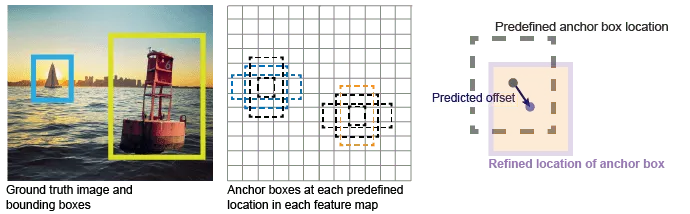 Ground truth image and
bounding boxes
Anchor boxes at each predefined
location in each feature map
Predefined anchor box location
Predicted offset
Refined location of anchor box